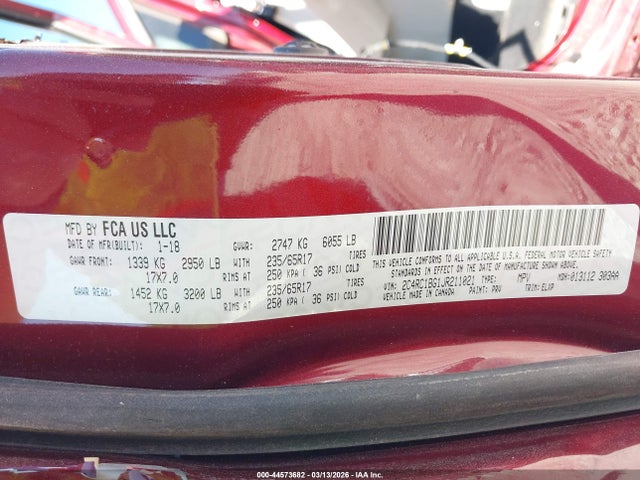 MFD BY FCA US LLC
DATE OF MFR(BUILT): 1-18 GVWR: 2747 KG 6055 LB
GAWR FRONT: 1339 KG 2950 LB WITH 235/65R17 TIRES
17X7.0 RIMS AT 250 KPA ( 36 PSI) COLD
GAWR REAR: 1452 KG 3200 LB WITH 235/65R17 TIRES
17X7.0 RIMS AT 250 KPA ( 36 PSI) COLD
THIS VEHICLE CONFORMS TO ALL APPLICABLE U.S.A. FEDERAL MOTOR VEHICLE SAFETY
STANDARDS IN EFFECT ON THE DATE OF MANUFACTURE SHOWN ABOVE.
VIN: 2C4RC1BG1JR211021 TYPE: MPV MDH: 013112 303AA
VEHICLE MADE IN CANADA PAINT: PRV TRIM: ELXP
000-44573682 - 03/13/2026 - IAA, Inc.